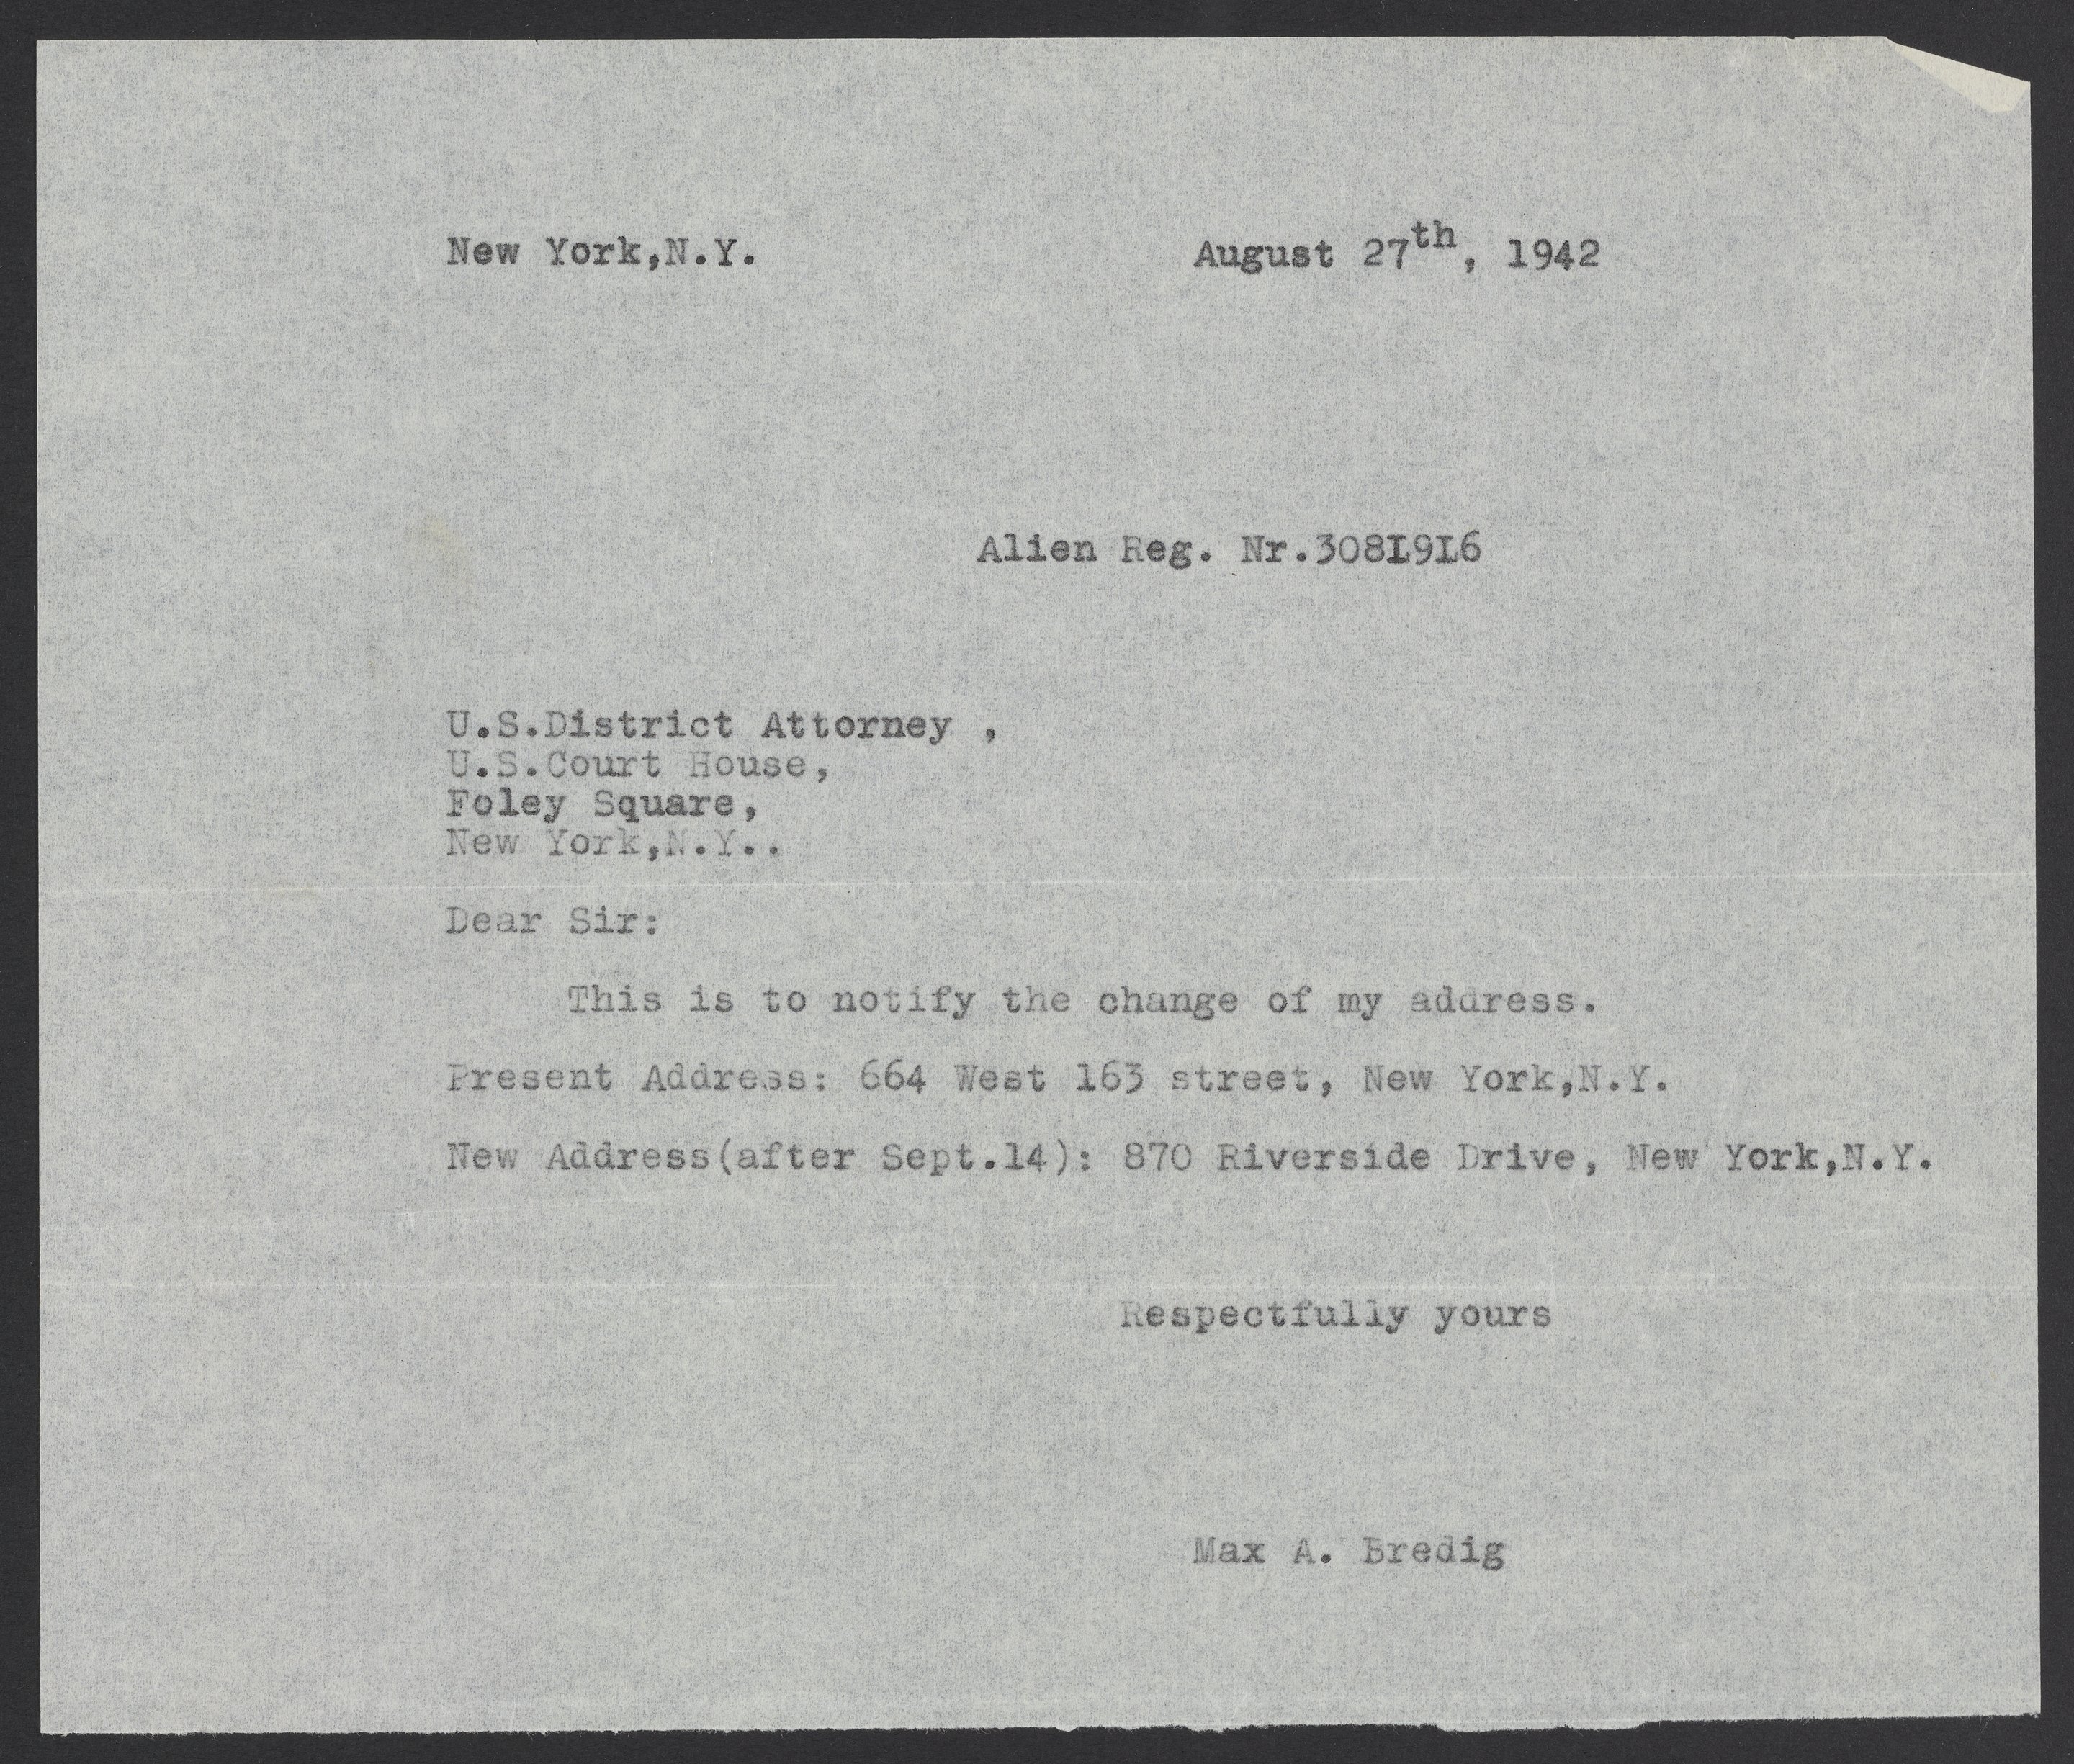 New York,N.Y. August 27th, 1942
Alien Reg. Nr.308I9I6
U.S.District Attorney ,
U.S.Court House,
Foley Square,
New York,N.Y..
Dear Sir:
This is to notify the change of my address.
Present Address: 664 West 163 street, New York,N.Y.
New Address(after Sept.14): 870 Riverside Drive, New York,N.Y.
Respectfully yours
Max A. Bredig